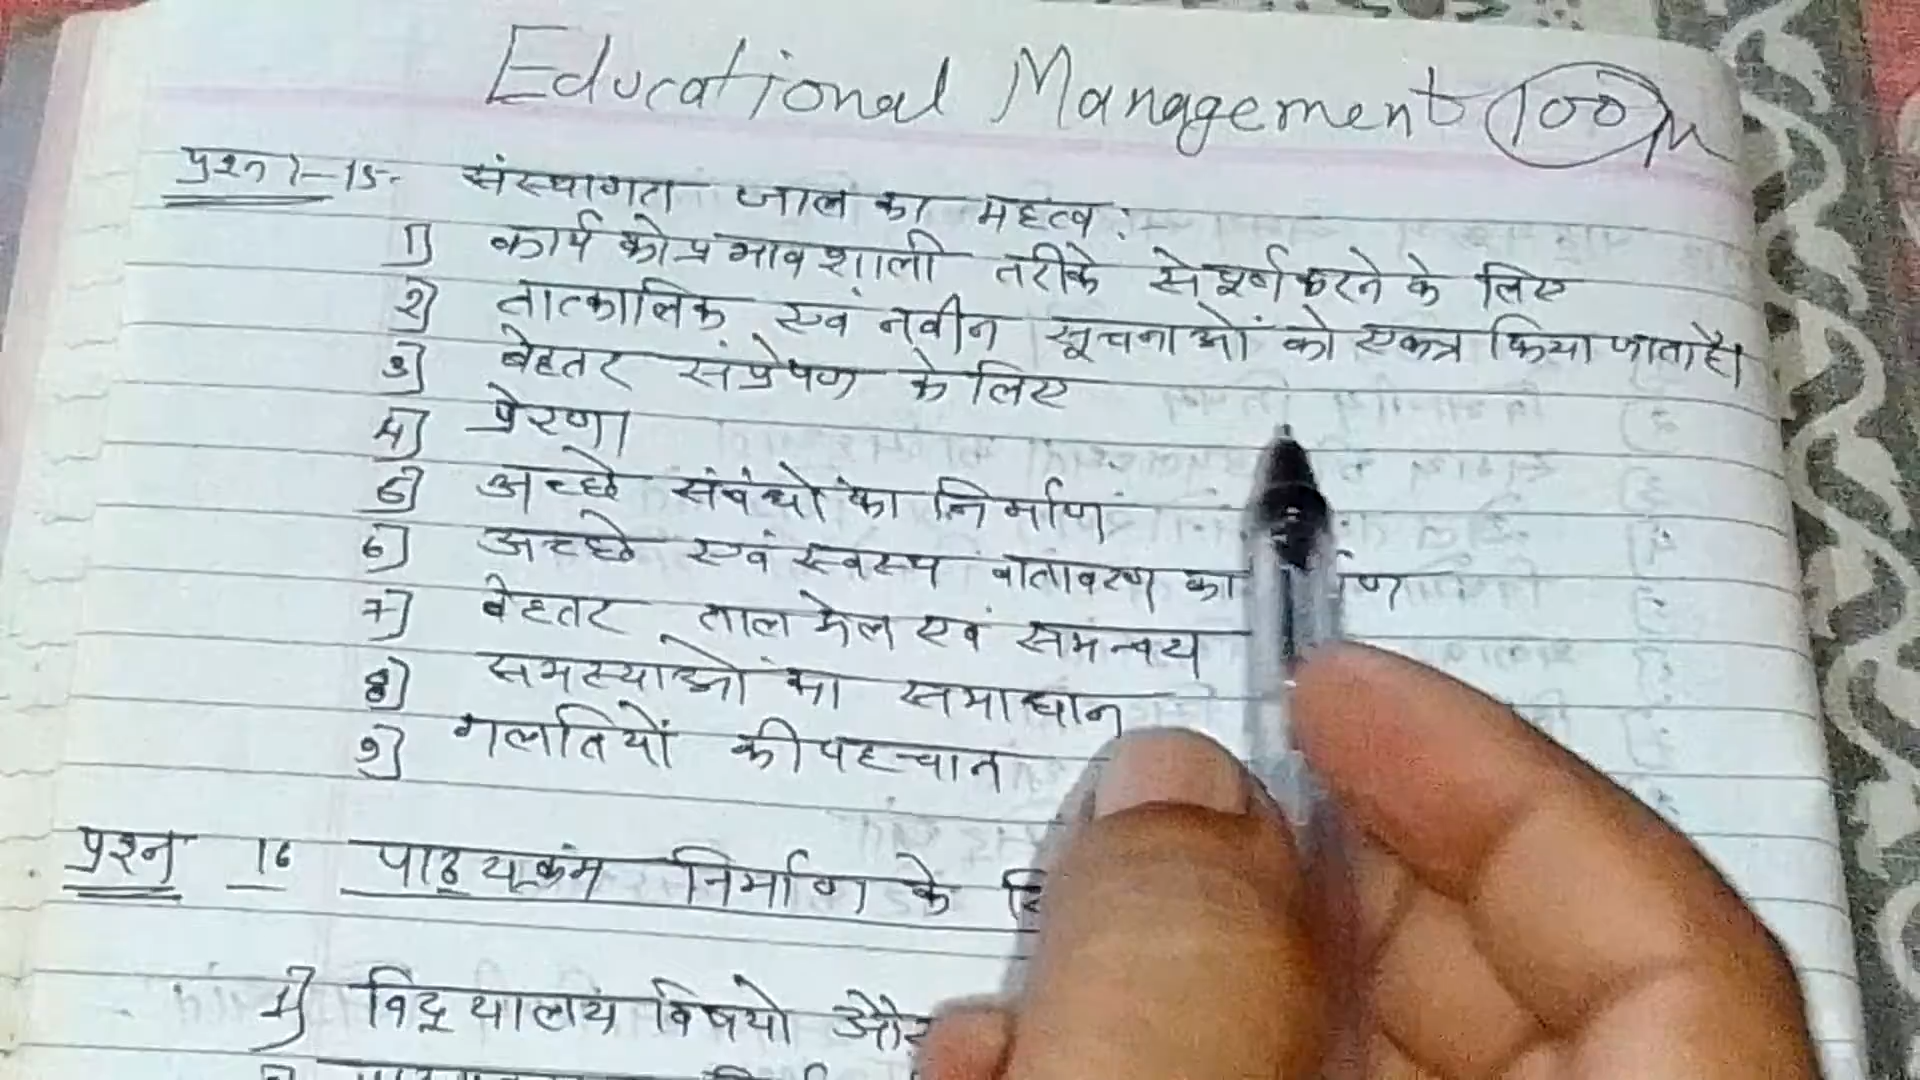 Educational Management 100 M
प्रश्न 1-15. संस्थागत जाल का महत्व :
1) कार्य को प्रभावशाली तरीके से पूर्ण करने के लिए
2) तात्कालिक एवं नवीन सूचनाओं को एकत्र किया जाता है।
3) बेहतर संप्रेषण के लिए
4) प्रेरणा
5) अच्छे संबंधों का निर्माण
6) अच्छे एवं स्वस्थ वातावरण का
7) बेहतर ताल मेल एवं समन्वय
8) समस्याओं का समाधान
9) गलतियों की पहचान
प्रश्न 16 पाठ्यक्रम निर्माण के
1) विद्यालय विषयो और